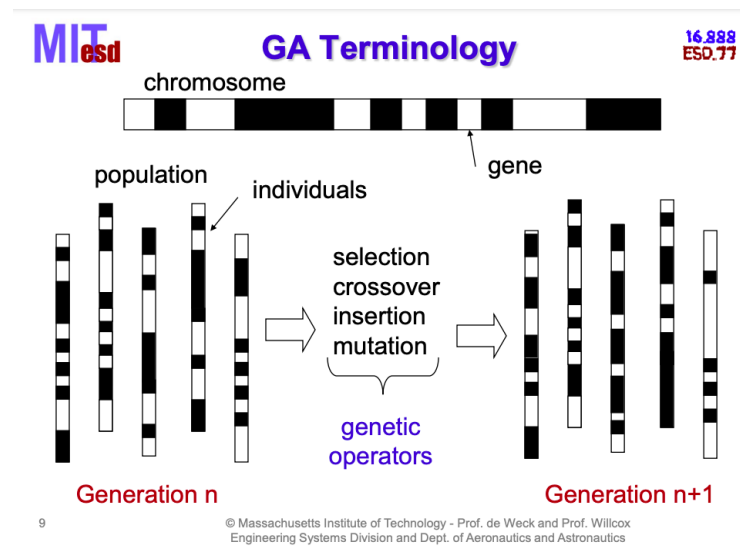 MITesd
GA Terminology
16.888
ESD.77
chromosome
gene
population
individuals
selection
crossover
insertion
mutation
genetic
operators
Generation n
Generation n+1
9
© Massachusetts Institute of Technology - Prof. de Weck and Prof. Willcox
Engineering Systems Division and Dept. of Aeronautics and Astronautics